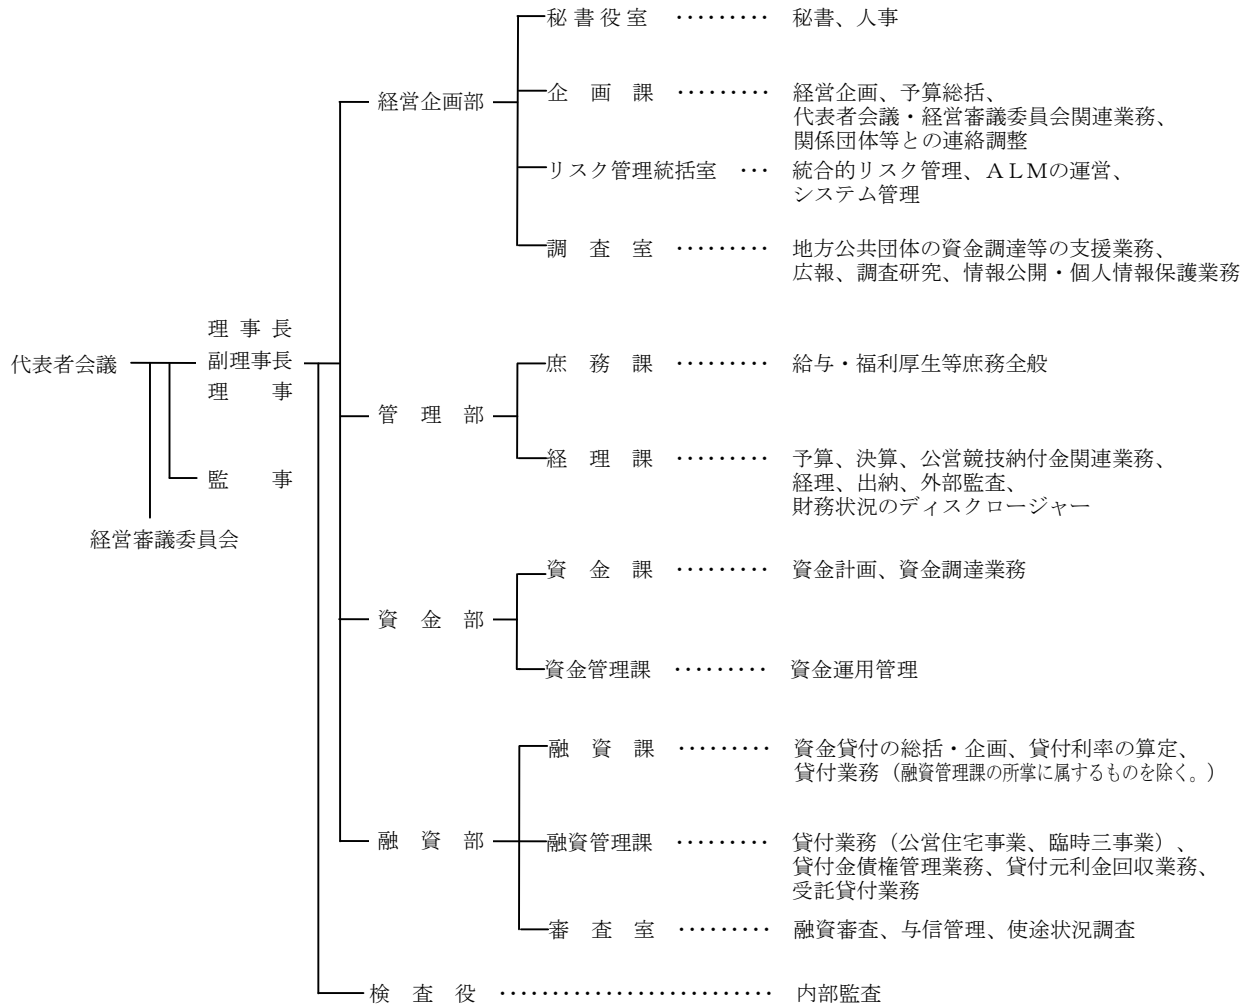 代表者会議
経営審議委員会
理事長
副理事長
理事
監事
経営企画部
秘書役室 ········· 秘書、人事
企画課 ········· 経営企画、予算総括、
代表者会議・経営審議委員会関連業務、
関係団体等との連絡調整
リスク管理統括室 ··· 統合的リスク管理、ＡＬＭの運営、
システム管理
調査室 ········· 地方公共団体の資金調達等の支援業務、
広報、調査研究、情報公開・個人情報保護業務
管理部
庶務課 ········· 給与・福利厚生等庶務全般
経理課 ········· 予算、決算、公営競技納付金関連業務、
経理、出納、外部監査、
財務状況のディスクロージャー
資金部
資金課 ········· 資金計画、資金調達業務
資金管理課 ········· 資金運用管理
融資部
融資課 ········· 資金貸付の総括・企画、貸付利率の算定、
貸付業務（融資管理課の所掌に属するものを除く。）
融資管理課 ········· 貸付業務（公営住宅事業、臨時三事業）、
貸付金債権管理業務、貸付元利金回収業務、
受託貸付業務
審査室 ········· 融資審査、与信管理、使途状況調査
検査役 ·························· 内部監査